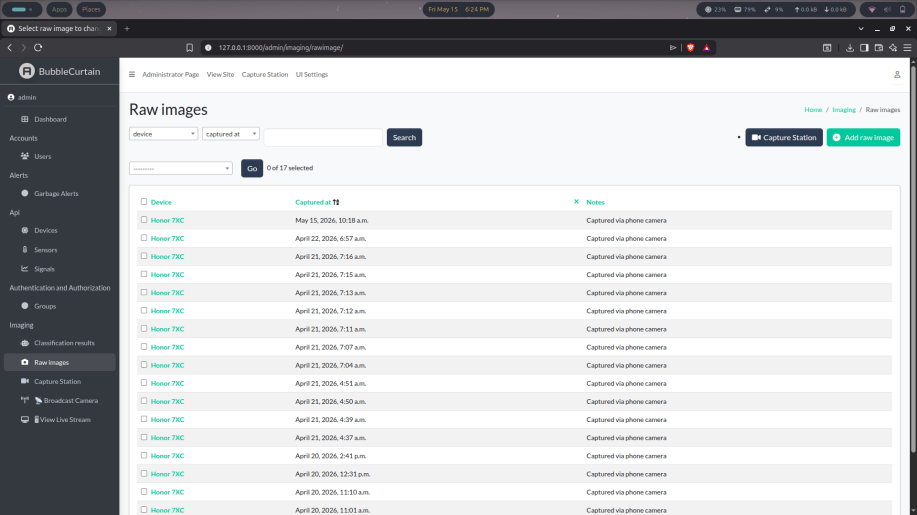 Apps Places Fri May 15 6:24 PM 23% 79% 9% 0.0 kB 0.0 kB
Select raw image to chan
127.0.0.1:8000/admin/imaging/rawimage/
BubbleCurtain
Administrator Page View Site Capture Station UI Settings
admin
Dashboard
Accounts
Users
Alerts
Garbage Alerts
Api
Devices
Sensors
Signals
Authentication and Authorization
Groups
Imaging
Classification results
Raw images
Capture Station
Broadcast Camera
View Live Stream
Raw images
Home / Imaging / Raw images
device captured at Search Capture Station Add raw image
--------- Go 0 of 17 selected
Device Captured at Notes
Honor 7XC May 15, 2026, 10:18 a.m. Captured via phone camera
Honor 7XC April 22, 2026, 6:57 a.m. Captured via phone camera
Honor 7XC April 21, 2026, 7:16 a.m. Captured via phone camera
Honor 7XC April 21, 2026, 7:15 a.m. Captured via phone camera
Honor 7XC April 21, 2026, 7:13 a.m. Captured via phone camera
Honor 7XC April 21, 2026, 7:12 a.m. Captured via phone camera
Honor 7XC April 21, 2026, 7:11 a.m. Captured via phone camera
Honor 7XC April 21, 2026, 7:07 a.m. Captured via phone camera
Honor 7XC April 21, 2026, 7:04 a.m. Captured via phone camera
Honor 7XC April 21, 2026, 4:51 a.m. Captured via phone camera
Honor 7XC April 21, 2026, 4:50 a.m. Captured via phone camera
Honor 7XC April 21, 2026, 4:39 a.m. Captured via phone camera
Honor 7XC April 21, 2026, 4:37 a.m. Captured via phone camera
Honor 7XC April 20, 2026, 2:41 p.m. Captured via phone camera
Honor 7XC April 20, 2026, 12:31 p.m. Captured via phone camera
Honor 7XC April 20, 2026, 11:10 a.m. Captured via phone camera
Honor 7XC April 20, 2026, 11:01 a.m. Captured via phone camera